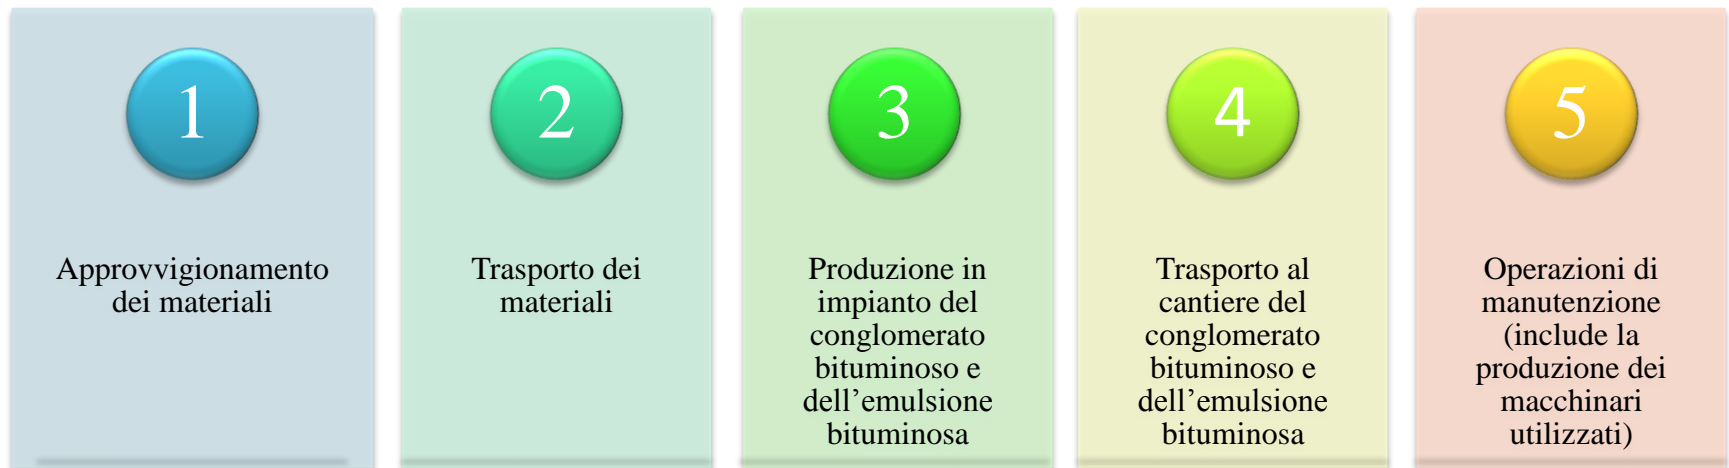 1
Approvvigionamento
dei materiali
2
Trasporto dei
materiali
3
Produzione in
impianto del
conglomerato
bituminoso e
dell’emulsione
bituminosa
4
Trasporto al
cantiere del
conglomerato
bituminoso e
dell’emulsione
bituminosa
5
Operazioni di
manutenzione
(include la
produzione dei
macchinari
utilizzati)